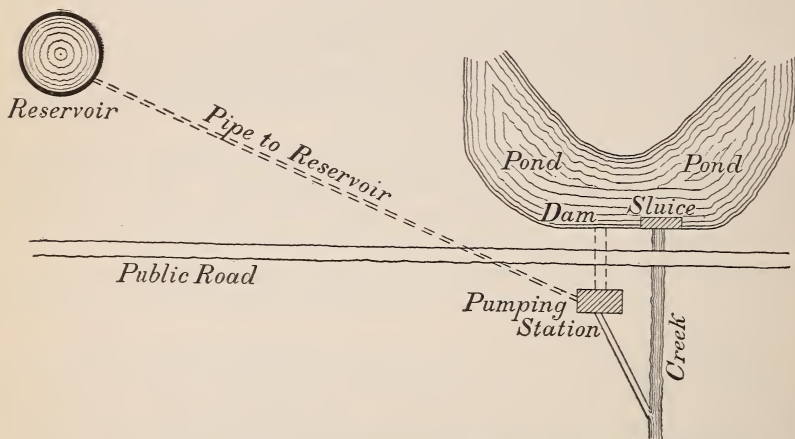 Reservoir
Pipe to Reservoir
Pond
Pond
Dam
Sluice
Public Road
Pumping
Station
Creek